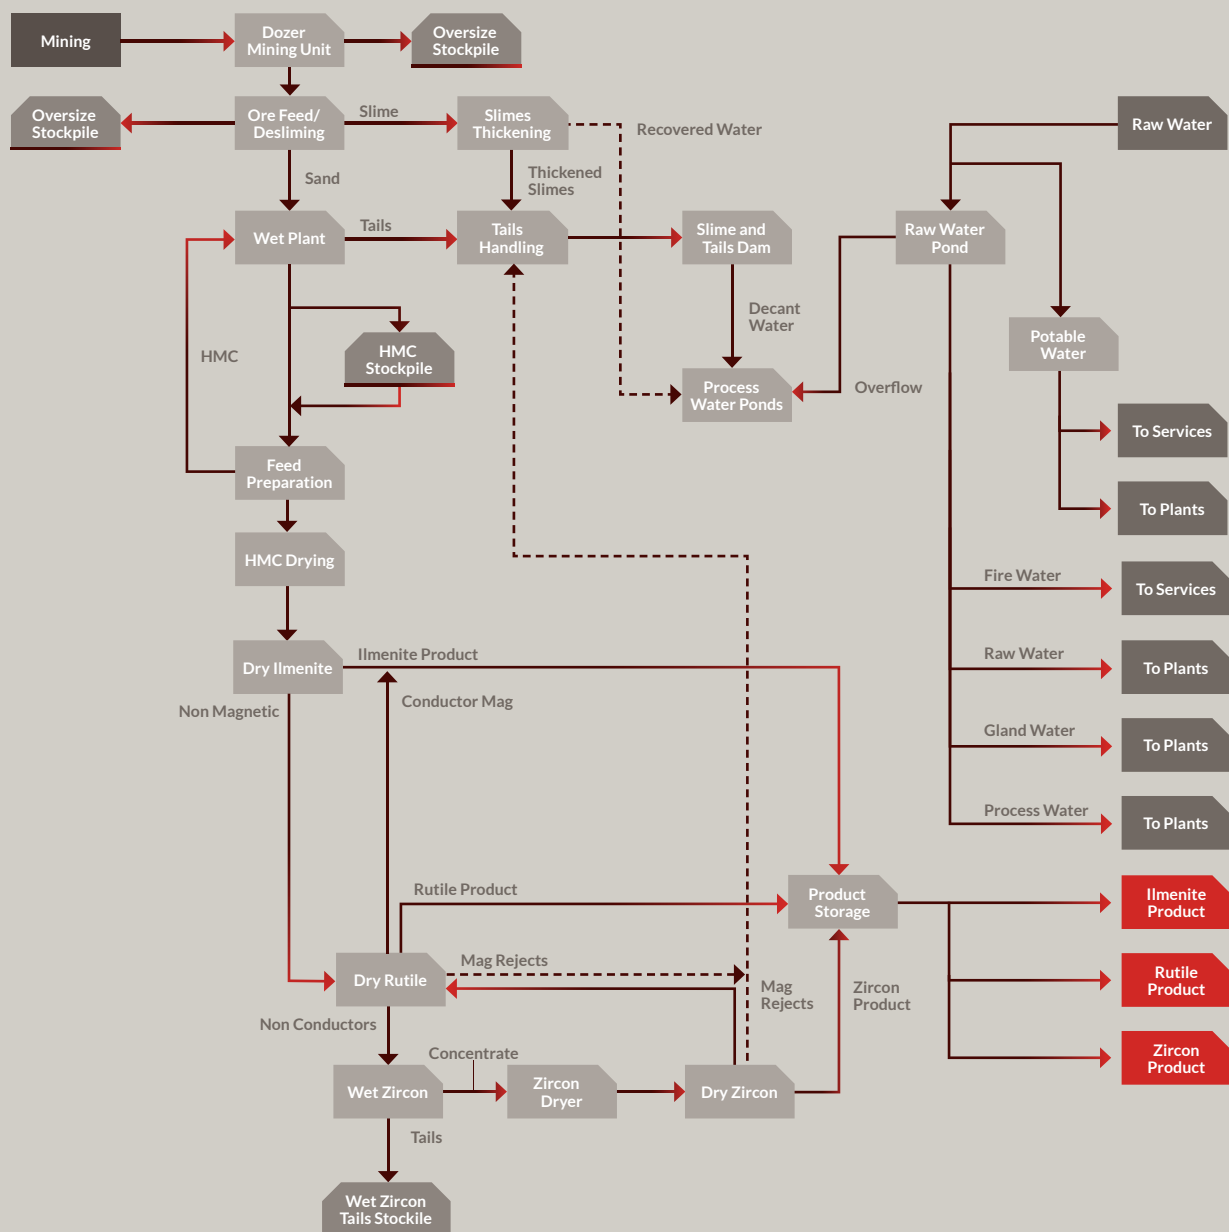 Mining
Dozer
Mining Unit
Oversize
Stockpile
Oversize
Stockpile
Ore Feed/
Desliming
Slime
Slimes
Thickening
Recovered Water
Raw Water
Sand
Thickened
Slimes
Wet Plant
Tails
Tails
Handling
Slime and
Tails Dam
Raw Water
Pond
Decant
Water
HMC
HMC
Stockpile
Potable
Water
Process
Water Ponds
Overflow
To Services
Feed
Preparation
To Plants
HMC Drying
Fire Water
To Services
Dry Ilmenite
Ilmenite Product
Raw Water
To Plants
Non Magnetic
Conductor Mag
Gland Water
To Plants
Process Water
To Plants
Rutile Product
Product
Storage
Ilmenite
Product
Dry Rutile
Mag Rejects
Mag
Rejects
Zircon
Product
Rutile
Product
Non Conductors
Concentrate
Zircon
Product
Wet Zircon
Zircon
Dryer
Dry Zircon
Tails
Wet Zircon
Tails Stockile